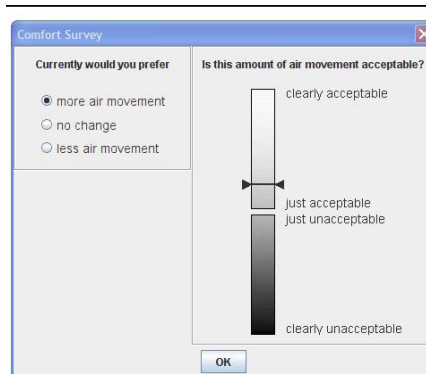 Comfort Survey
Currently would you prefer
more air movement
no change
less air movement
Is this amount of air movement acceptable?
clearly acceptable
just acceptable
just unacceptable
clearly unacceptable
OK